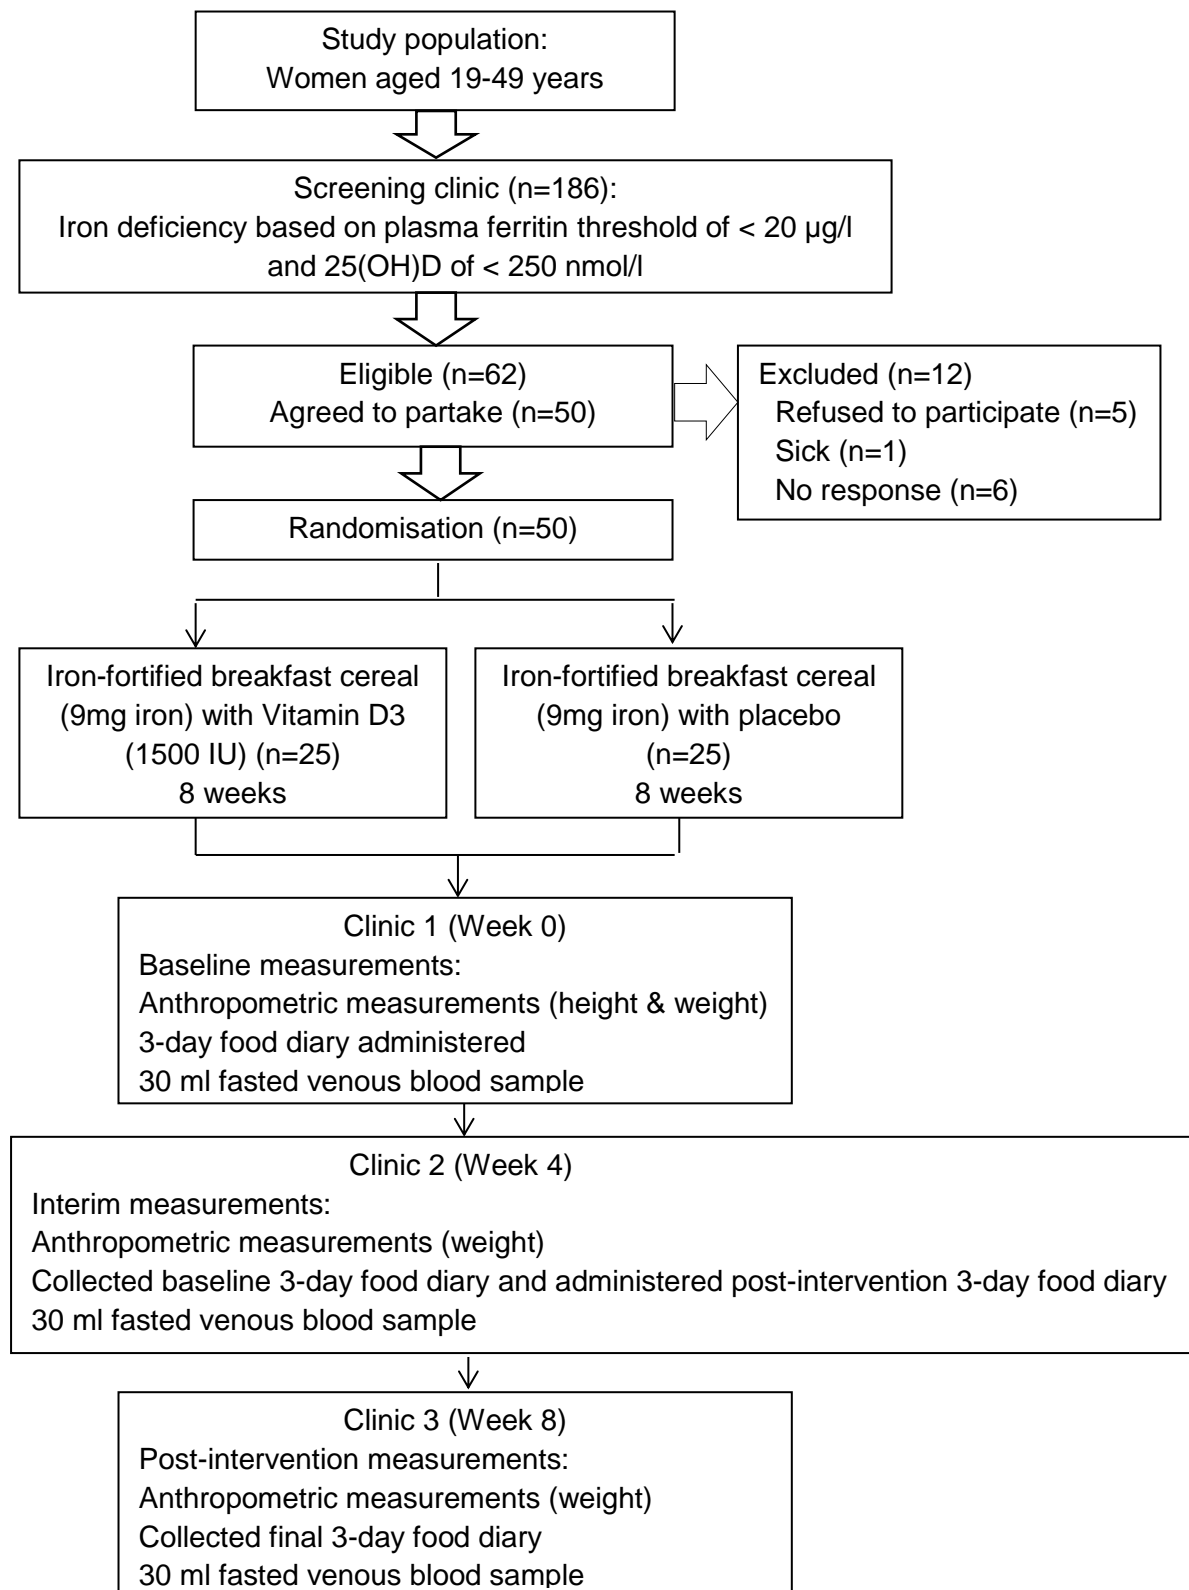 Study population:
Women aged 19-49 years
Screening clinic (n=186):
Iron deficiency based on plasma ferritin threshold of < 20 µg/l
and 25(OH)D of < 250 nmol/l
Eligible (n=62)
Agreed to partake (n=50)
Excluded (n=12)
Refused to participate (n=5)
Sick (n=1)
No response (n=6)
Randomisation (n=50)
Iron-fortified breakfast cereal
(9mg iron) with Vitamin D3
(1500 IU) (n=25)
8 weeks
Iron-fortified breakfast cereal
(9mg iron) with placebo
(n=25)
8 weeks
Clinic 1 (Week 0)
Baseline measurements:
Anthropometric measurements (height & weight)
3-day food diary administered
30 ml fasted venous blood sample
Clinic 2 (Week 4)
Interim measurements:
Anthropometric measurements (weight)
Collected baseline 3-day food diary and administered post-intervention 3-day food diary
30 ml fasted venous blood sample
Clinic 3 (Week 8)
Post-intervention measurements:
Anthropometric measurements (weight)
Collected final 3-day food diary
30 ml fasted venous blood sample